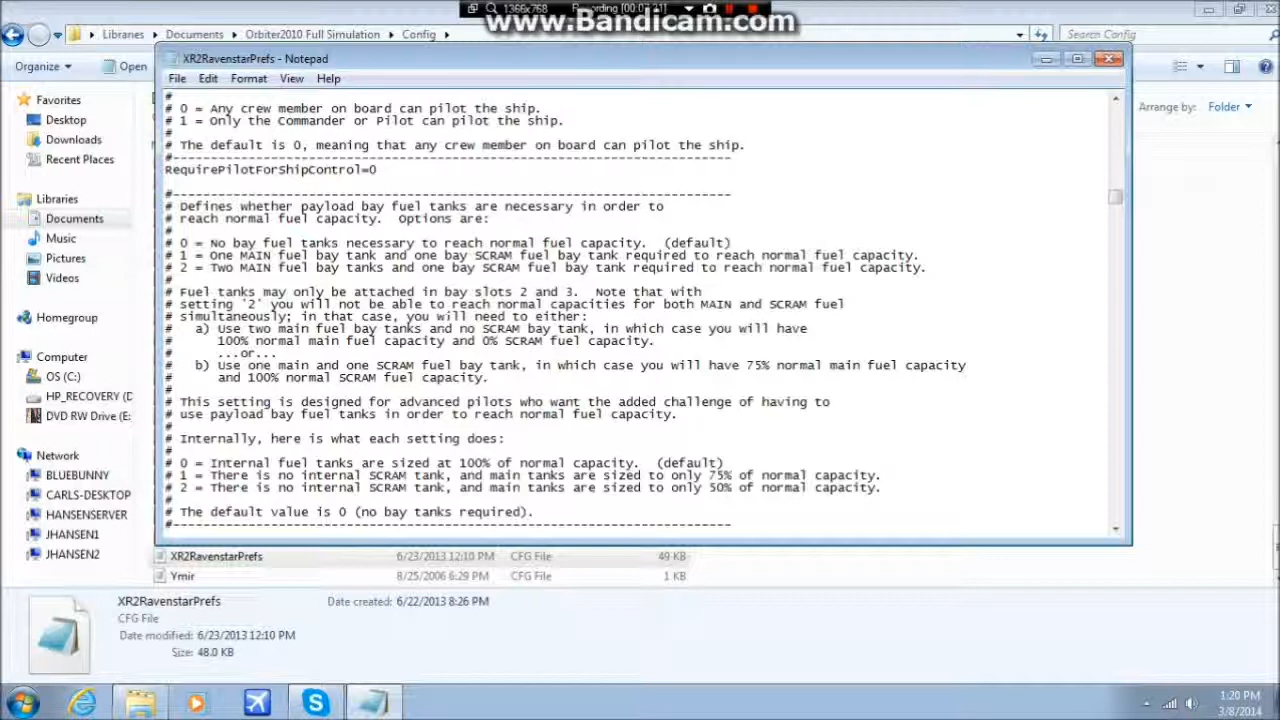 1366x768
Recording [00:07:21]
www.Bandicam.com
Libraries
Documents
Orbiter2010 Full Simulation
Config
Search Config
XR2RavenstarPrefs - Notepad
Organize
Open
Arrange by: Folder
File Edit Format View Help
#
# 0 = Any crew member on board can pilot the ship.
# 1 = Only the Commander or Pilot can pilot the ship.
#
# The default is 0, meaning that any crew member on board can pilot the ship.
#--------------------------------------------------------------------------
RequirePilotForShipControl=0
#--------------------------------------------------------------------------
# Defines whether payload bay fuel tanks are necessary in order to
# reach normal fuel capacity.  Options are:
#
# 0 = No bay fuel tanks necessary to reach normal fuel capacity.  (default)
# 1 = One MAIN fuel bay tank and one bay SCRAM fuel bay tank required to reach normal fuel capacity.
# 2 = Two MAIN fuel bay tanks and one bay SCRAM fuel bay tank required to reach normal fuel capacity.
#
# Fuel tanks may only be attached in bay slots 2 and 3.  Note that with
# setting '2' you will not be able to reach normal capacities for both MAIN and SCRAM fuel
# simultaneously; in that case, you will need to either:
#   a) Use two main fuel bay tanks and no SCRAM bay tank, in which case you will have
#      100% normal main fuel capacity and 0% SCRAM fuel capacity.
#      ...or...
#   b) Use one main and one SCRAM fuel bay tank, in which case you will have 75% normal main fuel capacity
#      and 100% normal SCRAM fuel capacity.
#
# This setting is designed for advanced pilots who want the added challenge of having to
# use payload bay fuel tanks in order to reach normal fuel capacity.
#
# Internally, here is what each setting does:
#
# 0 = Internal fuel tanks are sized at 100% of normal capacity.  (default)
# 1 = There is no internal SCRAM tank, and main tanks are sized to only 75% of normal capacity.
# 2 = There is no internal SCRAM tank, and main tanks are sized to only 50% of normal capacity.
#
# The default value is 0 (no bay tanks required).
#--------------------------------------------------------------------------
Favorites
Desktop
Downloads
Recent Places
Libraries
Documents
Music
Pictures
Videos
Homegroup
Computer
OS (C:)
HP_RECOVERY (D
DVD RW Drive (E:
Network
BLUEBUNNY
CARLS-DESKTOP
HANSENSERVER
JHANSEN1
JHANSEN2
XR2RavenstarPrefs 6/23/2013 12:10 PM CFG File 49 KB
Ymir 8/25/2006 6:29 PM CFG File 1 KB
XR2RavenstarPrefs
CFG File
Date modified: 6/23/2013 12:10 PM
Size: 48.0 KB
Date created: 6/22/2013 8:26 PM
1:20 PM
3/8/2014